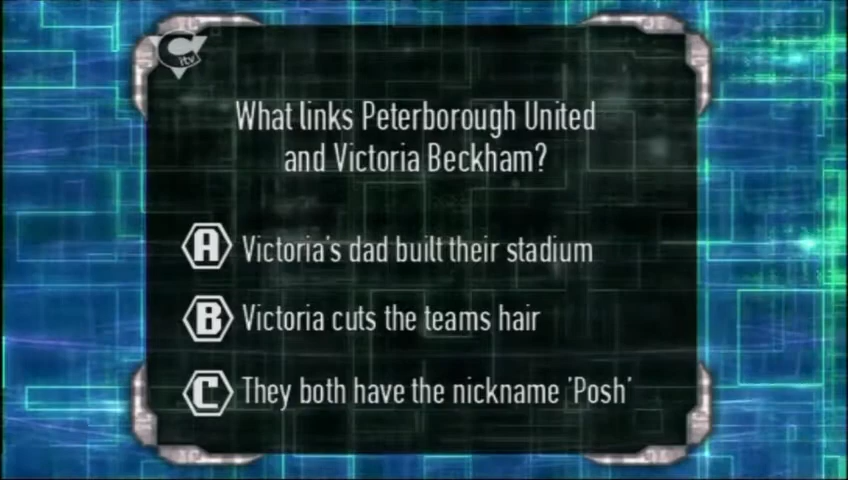 C itv
What links Peterborough United
and Victoria Beckham?
A Victoria's dad built their stadium
B Victoria cuts the teams hair
C They both have the nickname 'Posh'